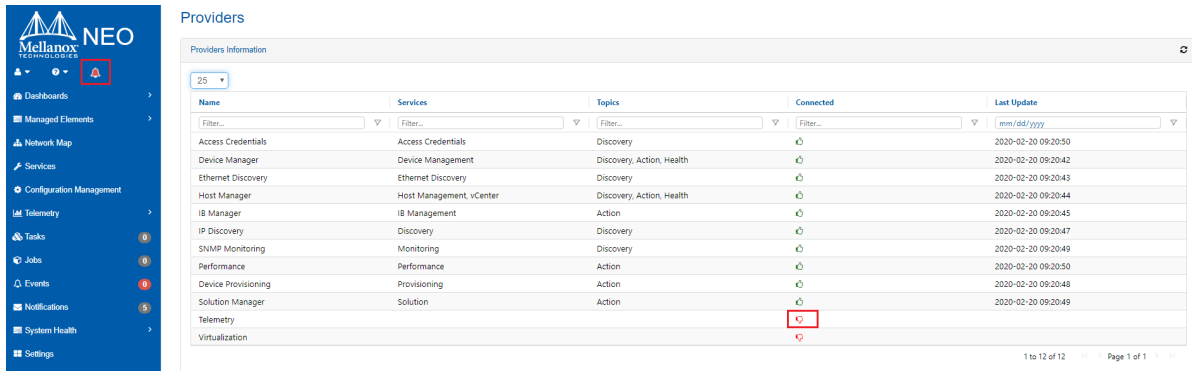 Providers
Mellanox
TECHNOLOGIES
NEO
Providers Information
25
Dashboards
Managed Elements
Network Map
Services
Configuration Management
Telemetry
Tasks 0
Jobs 0
Events 0
Notifications 5
System Health
Settings
Name Services Topics Connected Last Update
Filter... Filter... Filter... Filter... mm/dd/yyyy
Access Credentials Access Credentials Discovery 2020-02-20 09:20:50
Device Manager Device Management Discovery, Action, Health 2020-02-20 09:20:42
Ethernet Discovery Ethernet Discovery Discovery 2020-02-20 09:20:43
Host Manager Host Management, vCenter Discovery, Action, Health 2020-02-20 09:20:44
IB Manager IB Management Action 2020-02-20 09:20:45
IP Discovery Discovery Discovery 2020-02-20 09:20:47
SNMP Monitoring Monitoring Discovery 2020-02-20 09:20:49
Performance Performance Action 2020-02-20 09:20:50
Device Provisioning Provisioning Action 2020-02-20 09:20:48
Solution Manager Solution Action 2020-02-20 09:20:49
Telemetry
Virtualization
1 to 12 of 12 Page 1 of 1